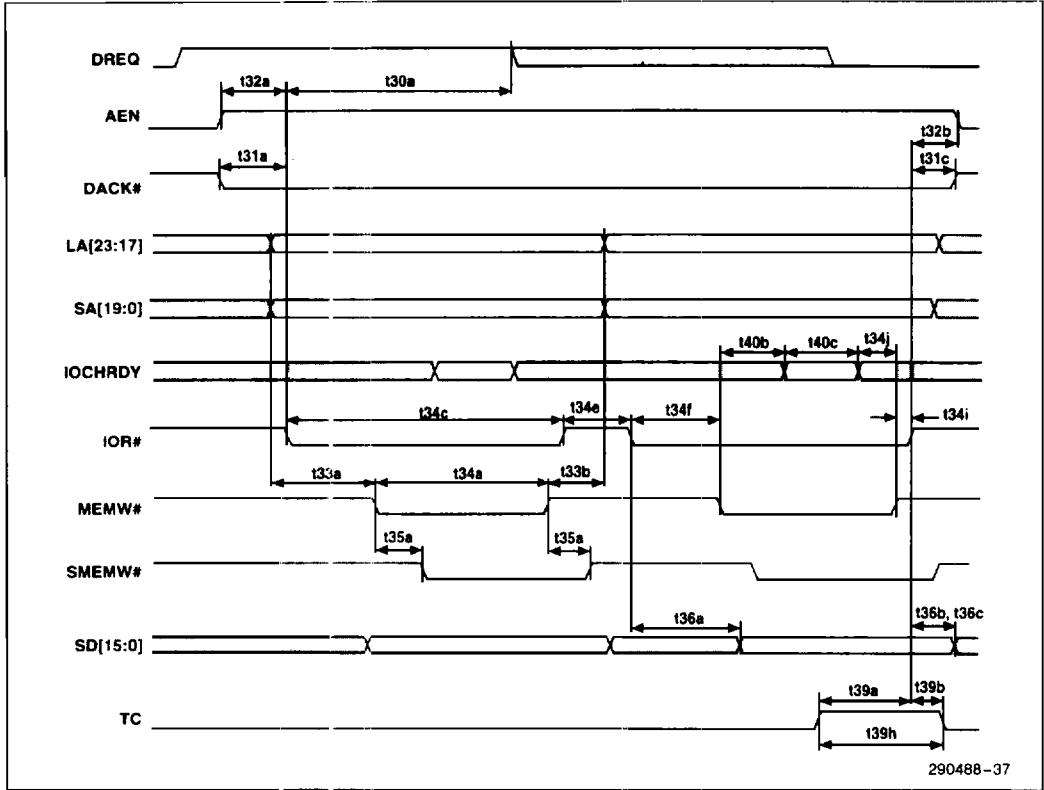 DREQ
t32a
t30a
AEN
t32b
t31a
t31c
DACK#
LA[23:17]
SA[19:0]
t40b
t40c
t34j
IOCHRDY
t34c
t34e
t34f
t34i
IOR#
t33a
t34a
t33b
MEMW#
t35a
t35a
SMEMW#
t36a
t36b, t36c
SD[15:0]
t39a
t39b
TC
t39h
290488–37